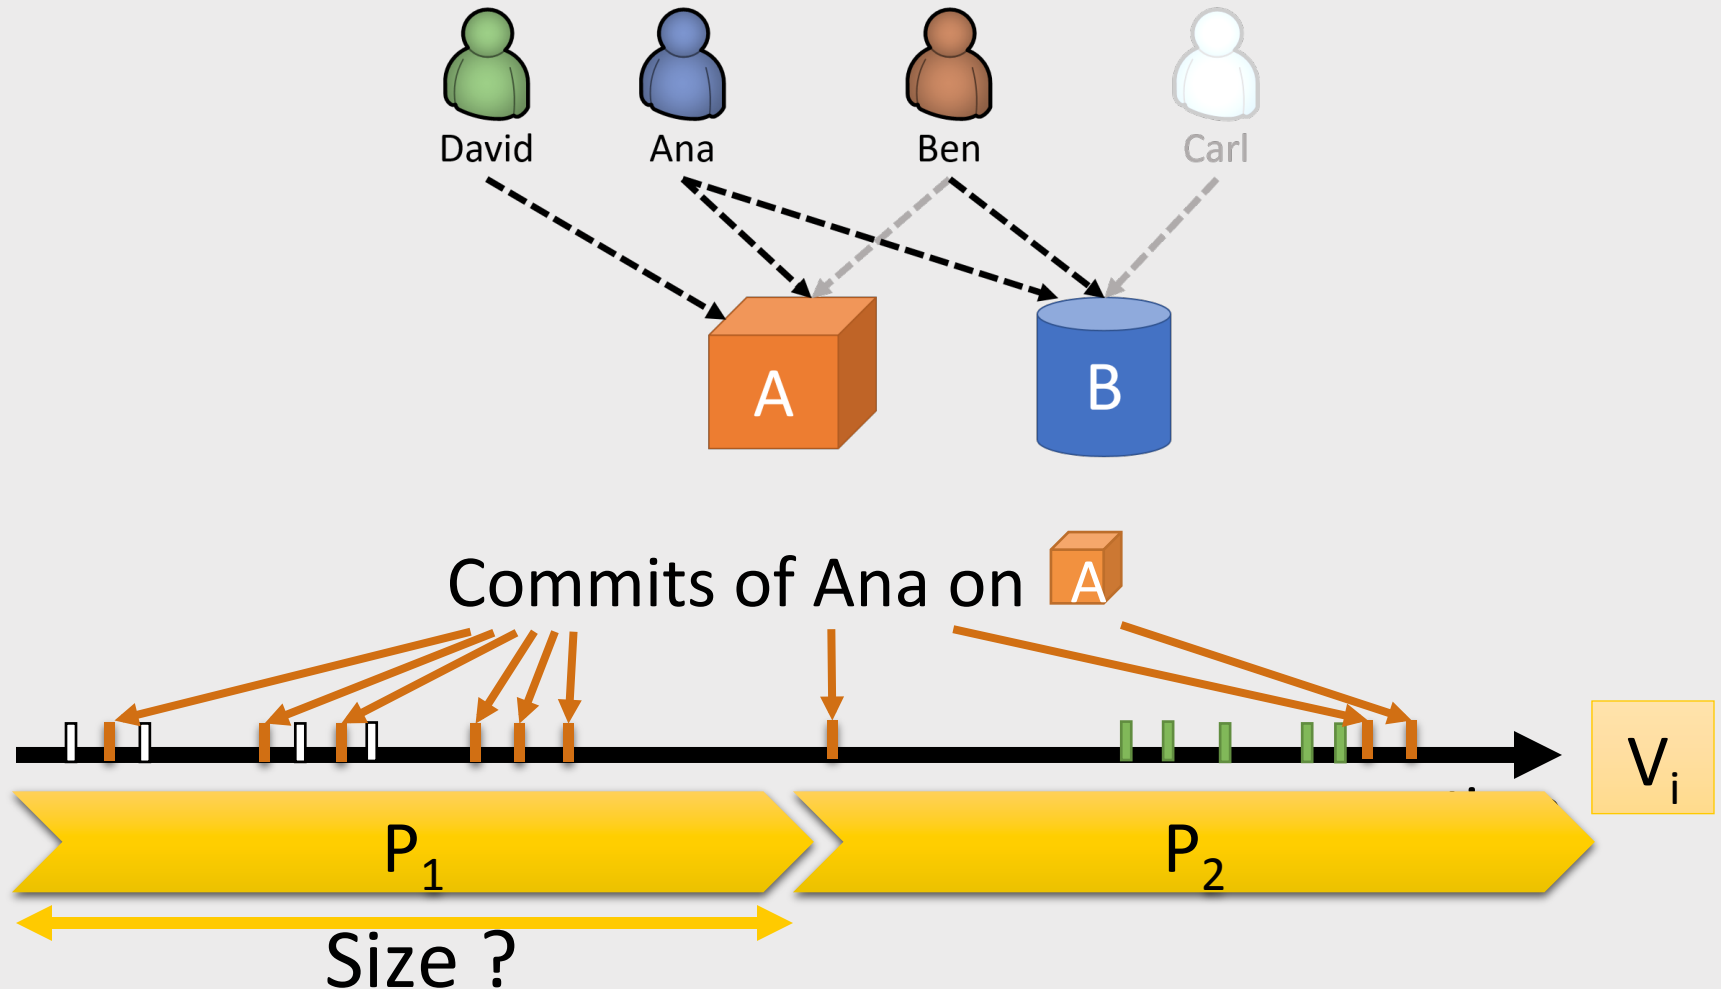 David Ana Ben Carl
A B
Commits of Ana on A
Vi
P1 P2
Size ?